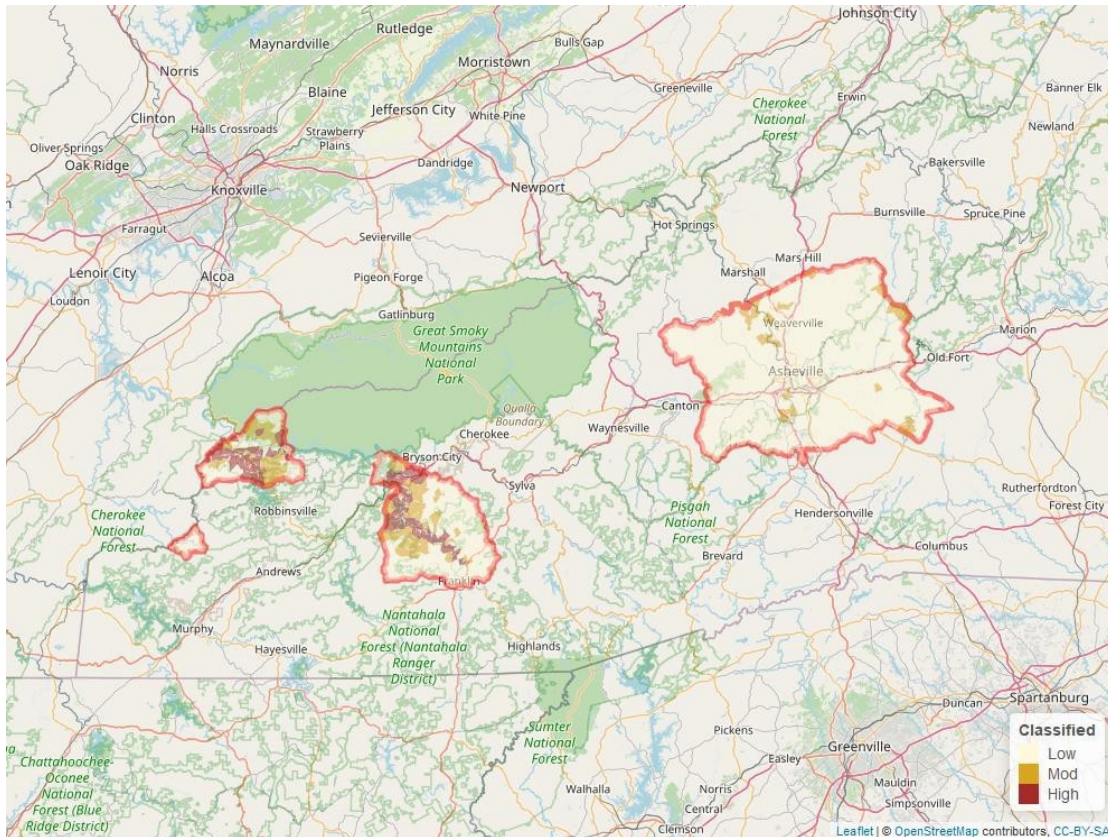 Johnson City
Rutledge
Maynardville
Bulls Gap
Norris
Morristown
Blaine
Greeneville
Banner Elk
Jefferson City
Erwin
Cherokee
National
Forest
Clinton
White Pine
Halls Crossroads
Strawberry
Plains
Newland
Oliver Springs
Oak Ridge
Dandridge
Bakersville
Knoxville
Newport
Burnsville
Spruce Pine
Farragut
Hot Springs
Sevierville
Mars Hill
Lenoir City
Alcoa
Pigeon Forge
Marshall
Loudon
Gatlinburg
Weaverville
Great Smoky
Mountains
National
Park
Marion
Old Fort
Asheville
Canton
Qualla
Boundary
Waynesville
Cherokee
Bryson City
Sylva
Rutherfordton
Forest City
Robbinsville
Pisgah
National
Forest
Hendersonville
Cherokee
National
Forest
Columbus
Brevard
Andrews
Franklin
Nantahala
National
Forest (Nantahala
Ranger
District)
Murphy
Hayesville
Highlands
Spartanburg
Duncan
Sumter
National
Forest
Pickens
Greenville
Easley
Chattahoochee-
Oconee
National
Forest (Blue
Ridge District)
Mauldin
Simpsonville
Walhalla
Norris
Central
Clemson
Classified
Low
Mod
High
Leaflet | © OpenStreetMap contributors, CC-BY-SA